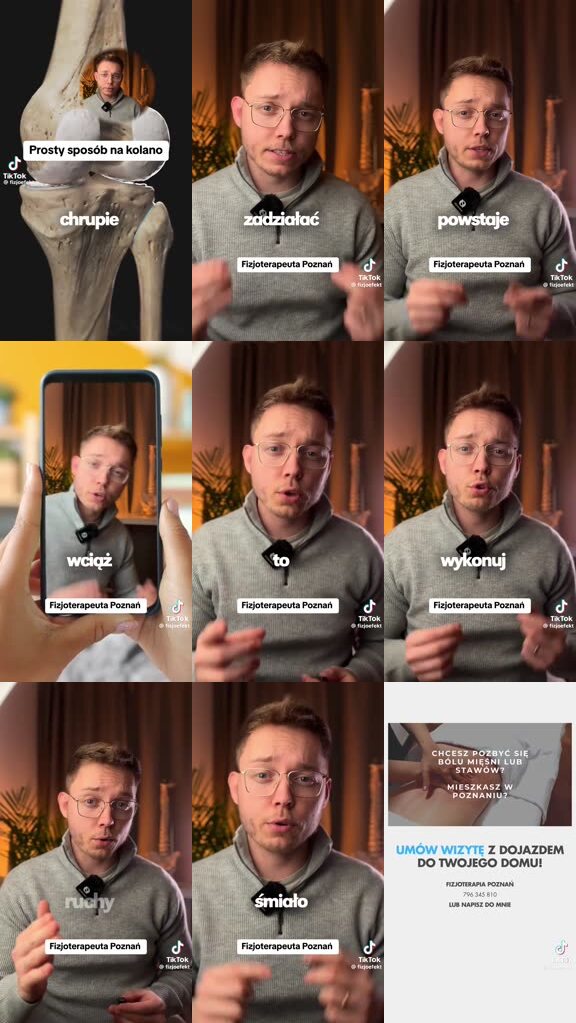 Prosty sposób na kolano
TikTok
@ fizjoefekt
chrupie
zadziałać
Fizjoterapeuta Poznań
TikTok
@ fizjoefekt
powstaje
Fizjoterapeuta Poznań
TikTok
@ fizjoefekt
wciąż
Fizjoterapeuta Poznań
TikTok
@ fizjoefekt
to
Fizjoterapeuta Poznań
TikTok
@ fizjoefekt
wykonuj
Fizjoterapeuta Poznań
TikTok
@ fizjoefekt
ruchy
Fizjoterapeuta Poznań
TikTok
@ fizjoefekt
śmiało
Fizjoterapeuta Poznań
TikTok
@ fizjoefekt
CHCESZ POZBYĆ SIĘ
BÓLU MIĘŚNI LUB
STAWÓW?
MIESZKASZ W
POZNANIU?
UMÓW WIZYTĘ Z DOJAZDEM
DO TWOJEGO DOMU!
FIZJOTERAPIA POZNAŃ
796 345 810
LUB NAPISZ DO MNIE